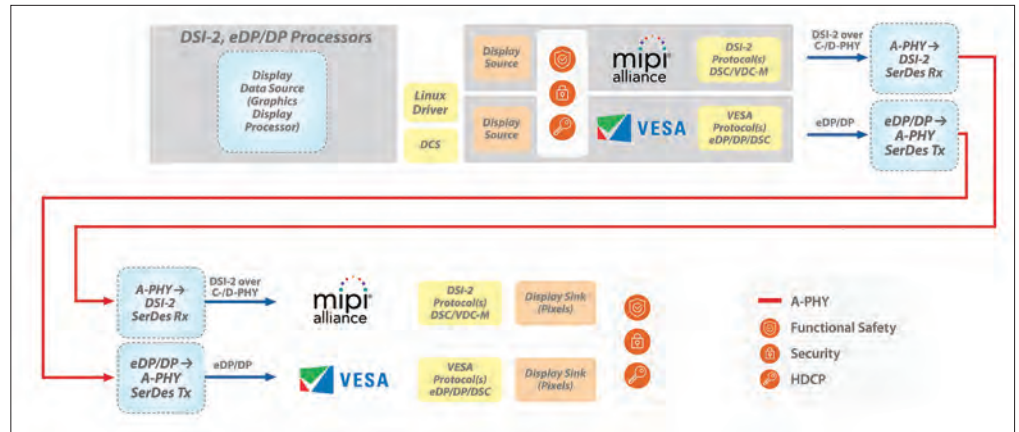 DSI-2, eDP/DP Processors
Display
Data Source
(Graphics
Display
Processor)
Linux
Driver
DCS
Display
Source
mipi
alliance
DSI-2
Protocol(s)
DSC/VDC-M
DSI-2 over
C-/D-PHY
A-PHY→
DSI-2
SerDes Rx
Display
Source
VESA
VESA
Protocol(s)
eDP/DP/DSC
eDP/DP
eDP/DP→
A-PHY
SerDes Tx
A-PHY→
DSI-2
SerDes Rx
DSI-2 over
C-/D-PHY
mipi
alliance
DSI-2
Protocol(s)
DSC/VDC-M
Display Sink
(Pixels)
eDP/DP→
A-PHY
SerDes Tx
eDP/DP
VESA
VESA
Protocol(s)
eDP/DP/DSC
Display Sink
(Pixels)
A-PHY
Functional Safety
Security
HDCP